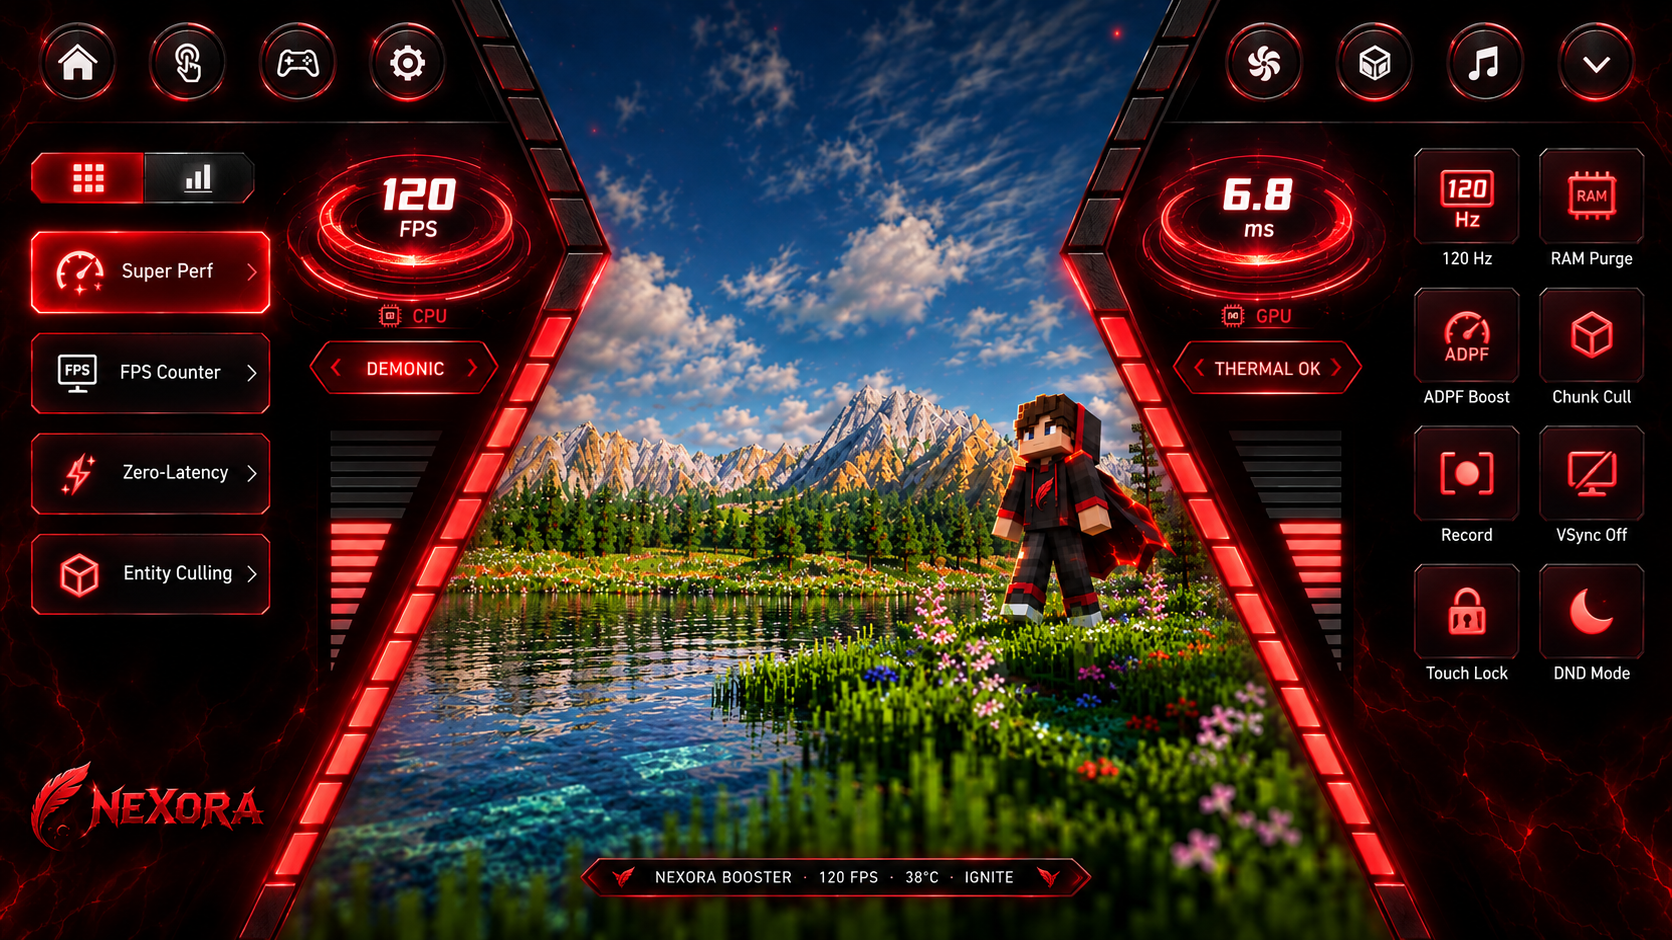 120
FPS
CPU
DEMONIC
Super Perf
FPS
FPS Counter
Zero-Latency
Entity Culling
NEXORA
6.8
ms
GPU
THERMAL OK
120
Hz
120 Hz
RAM
RAM Purge
ADPF
ADPF Boost
Chunk Cull
Record
VSync Off
Touch Lock
DND Mode
NEXORA BOOSTER · 120 FPS · 38°C · IGNITE